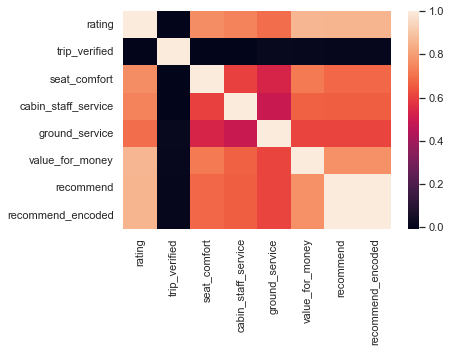 rating
trip_verified
seat_comfort
cabin_staff_service
ground_service
value_for_money
recommend
recommend_encoded
rating
trip_verified
seat_comfort
cabin_staff_service
ground_service
value_for_money
recommend
recommend_encoded
1.0
0.8
0.6
0.4
0.2
0.0